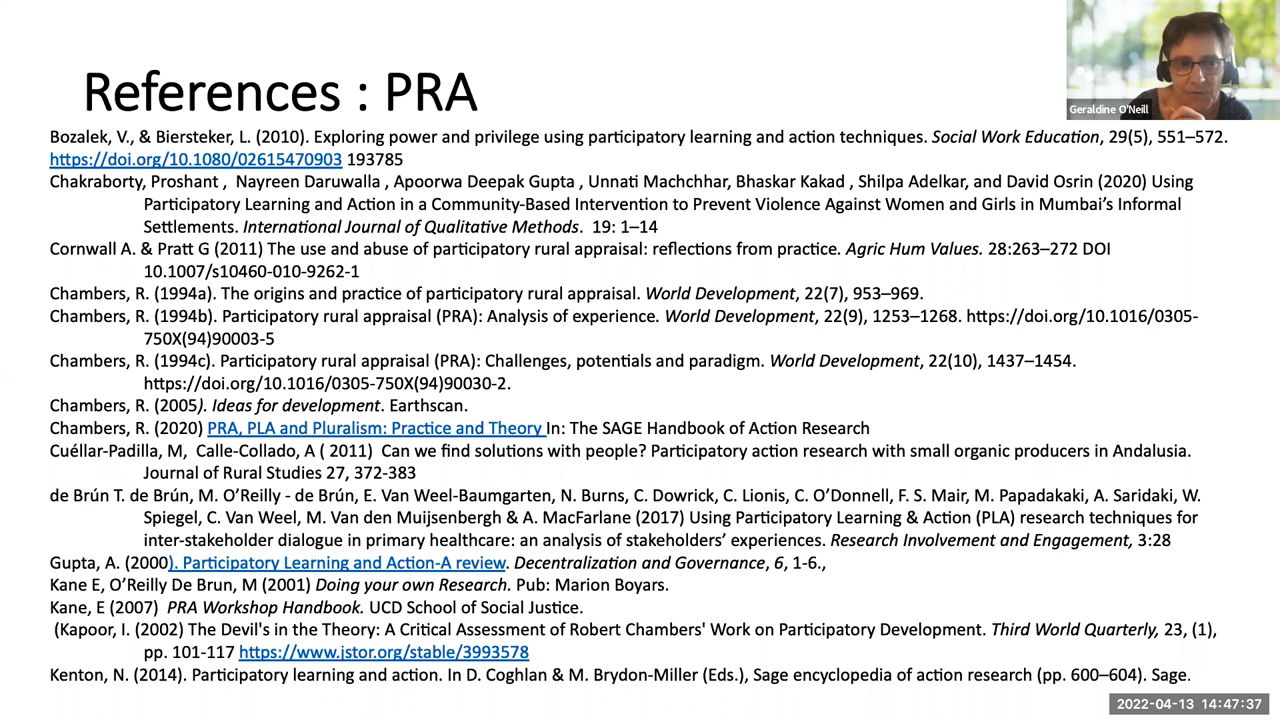 Geraldine O'Neill
References : PRA
Bozalek, V., & Biersteker, L. (2010). Exploring power and privilege using participatory learning and action techniques. Social Work Education, 29(5), 551–572.
https://doi.org/10.1080/02615470903 193785
Chakraborty, Proshant , Nayreen Daruwalla , Apoorwa Deepak Gupta , Unnati Machchhar, Bhaskar Kakad , Shilpa Adelkar, and David Osrin (2020) Using
Participatory Learning and Action in a Community-Based Intervention to Prevent Violence Against Women and Girls in Mumbai's Informal
Settlements. International Journal of Qualitative Methods. 19: 1–14
Cornwall A. & Pratt G (2011) The use and abuse of participatory rural appraisal: reflections from practice. Agric Hum Values. 28:263–272 DOI
10.1007/s10460-010-9262-1
Chambers, R. (1994a). The origins and practice of participatory rural appraisal. World Development, 22(7), 953–969.
Chambers, R. (1994b). Participatory rural appraisal (PRA): Analysis of experience. World Development, 22(9), 1253–1268. https://doi.org/10.1016/0305-
750X(94)90003-5
Chambers, R. (1994c). Participatory rural appraisal (PRA): Challenges, potentials and paradigm. World Development, 22(10), 1437–1454.
https://doi.org/10.1016/0305-750X(94)90030-2.
Chambers, R. (2005). Ideas for development. Earthscan.
Chambers, R. (2020) PRA, PLA and Pluralism: Practice and Theory In: The SAGE Handbook of Action Research
Cuéllar-Padilla, M, Calle-Collado, A ( 2011) Can we find solutions with people? Participatory action research with small organic producers in Andalusia.
Journal of Rural Studies 27, 372-383
de Brún T. de Brún, M. O'Reilly - de Brún, E. Van Weel-Baumgarten, N. Burns, C. Dowrick, C. Lionis, C. O'Donnell, F. S. Mair, M. Papadakaki, A. Saridaki, W.
Spiegel, C. Van Weel, M. Van den Muijsenbergh & A. MacFarlane (2017) Using Participatory Learning & Action (PLA) research techniques for
inter-stakeholder dialogue in primary healthcare: an analysis of stakeholders' experiences. Research Involvement and Engagement, 3:28
Gupta, A. (2000). Participatory Learning and Action-A review. Decentralization and Governance, 6, 1-6.,
Kane E, O'Reilly De Brun, M (2001) Doing your own Research. Pub: Marion Boyars.
Kane, E (2007) PRA Workshop Handbook. UCD School of Social Justice.
(Kapoor, I. (2002) The Devil's in the Theory: A Critical Assessment of Robert Chambers' Work on Participatory Development. Third World Quarterly, 23, (1),
pp. 101-117 https://www.jstor.org/stable/3993578
Kenton, N. (2014). Participatory learning and action. In D. Coghlan & M. Brydon-Miller (Eds.), Sage encyclopedia of action research (pp. 600–604). Sage.
2022-04-13 14:47:37